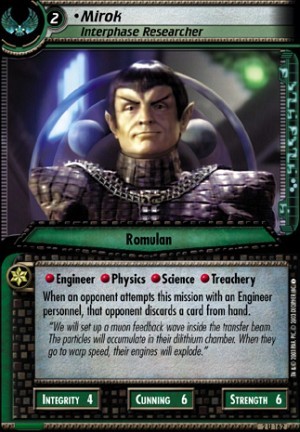 2
•Mirok
Interphase Researcher
Romulan
Engineer Physics Science Treachery
When an opponent attempts this mission with an Engineer
personnel, that opponent discards a card from hand.
"We will set up a muon feedback wave inside the transfer beam.
The particles will accumulate in their dilithium chamber. When they
go to warp speed, their engines will explode."
INTEGRITY 4
CUNNING 6
STRENGTH 6